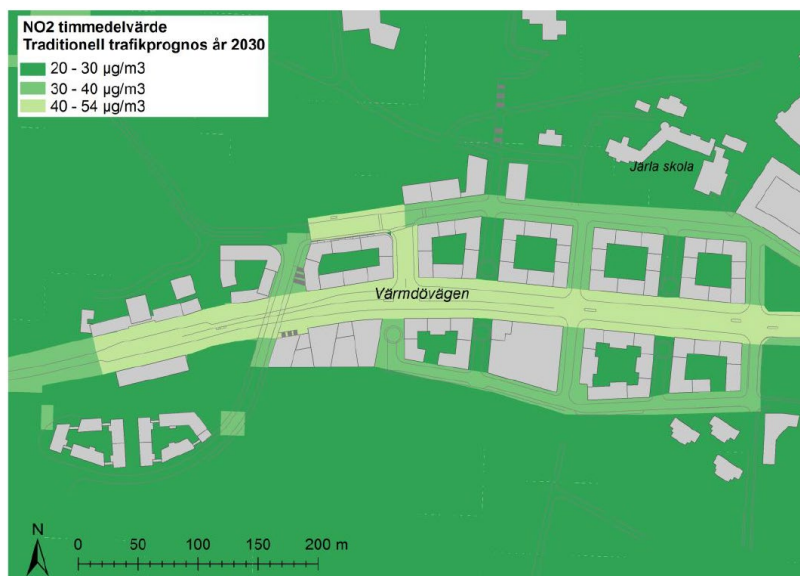 NO2 timmedelvärde
Traditionell trafikprognos år 2030
20 - 30 µg/m3
30 - 40 µg/m3
40 - 54 µg/m3
Järla skola
Värmdövägen
N
0 50 100 150 200 m